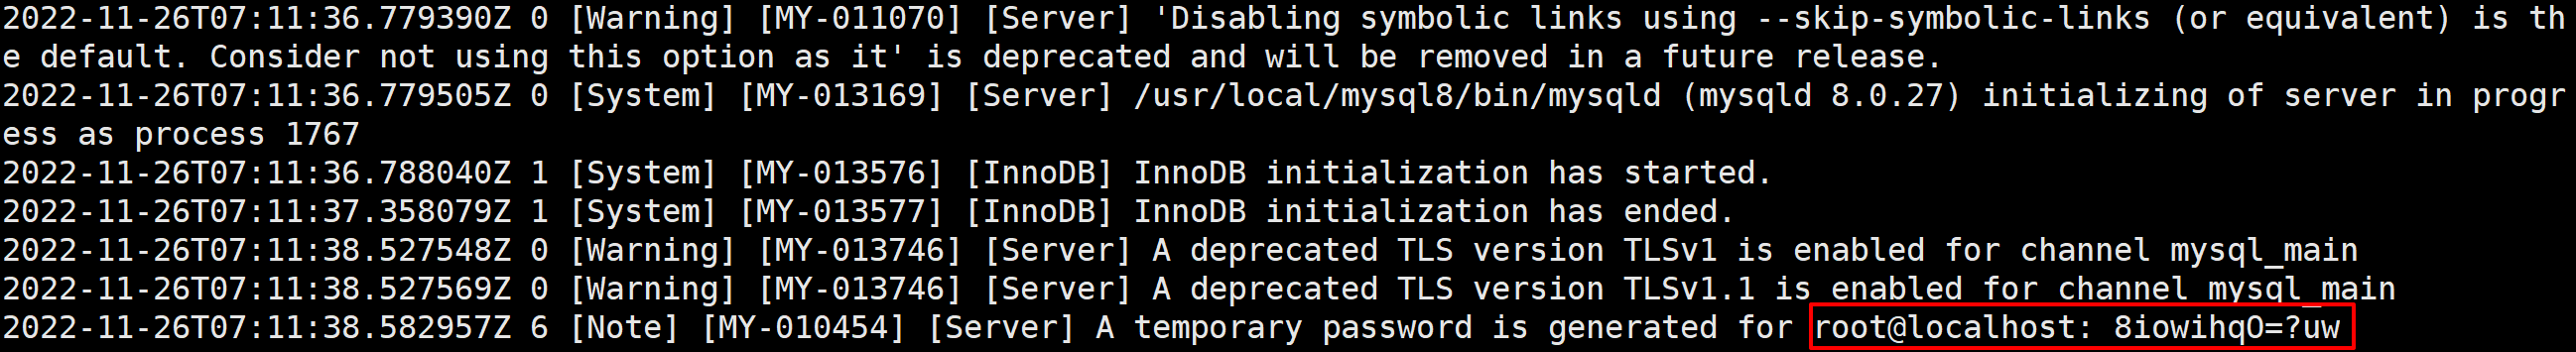 2022-11-26T07:11:36.779390Z 0 [Warning] [MY-011070] [Server] 'Disabling symbolic links using --skip-symbolic-links (or equivalent) is th
e default. Consider not using this option as it' is deprecated and will be removed in a future release.
2022-11-26T07:11:36.779505Z 0 [System] [MY-013169] [Server] /usr/local/mysql8/bin/mysqld (mysqld 8.0.27) initializing of server in progr
ess as process 1767
2022-11-26T07:11:36.788040Z 1 [System] [MY-013576] [InnoDB] InnoDB initialization has started.
2022-11-26T07:11:37.358079Z 1 [System] [MY-013577] [InnoDB] InnoDB initialization has ended.
2022-11-26T07:11:38.527548Z 0 [Warning] [MY-013746] [Server] A deprecated TLS version TLSv1 is enabled for channel mysql_main
2022-11-26T07:11:38.527569Z 0 [Warning] [MY-013746] [Server] A deprecated TLS version TLSv1.1 is enabled for channel mysql_main
2022-11-26T07:11:38.582957Z 6 [Note] [MY-010454] [Server] A temporary password is generated for root@localhost: 8iowihqO=?uw